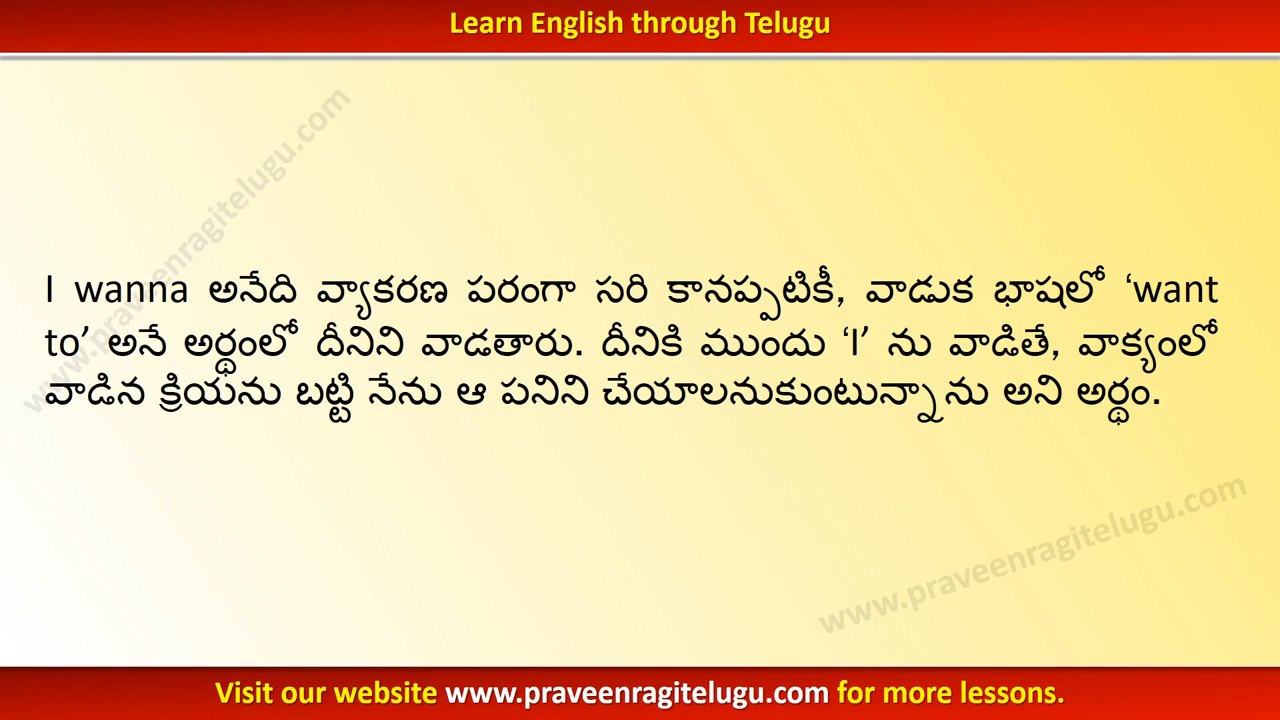 Learn English through Telugu
www.praveenragitelugu.com
I wanna అనేది వ్యాకరణ పరంగా సరి కానప్పటికీ, వాడుక భాషలో ‘want
to’ అనే అర్థంలో దీనిని వాడతారు. దీనికి ముందు ‘I’ ను వాడితే, వాక్యంలో
వాడిన క్రియను బట్టి నేను ఆ పనిని చేయాలనుకుంటున్నాను అని అర్థం.
www.praveenragitelugu.com
Visit our website www.praveenragitelugu.com for more lessons.